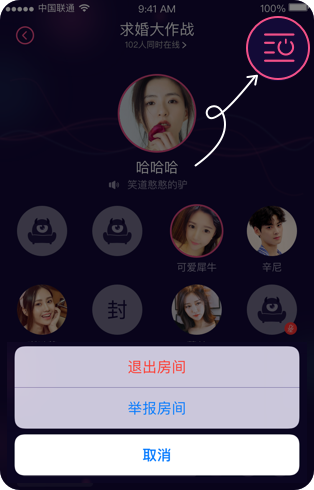 中国联通 9:41 AM 100%
求婚大作战
102人同时在线
哈哈哈
笑道憨憨的驴
可爱犀牛 辛尼
封
退出房间
举报房间
取消